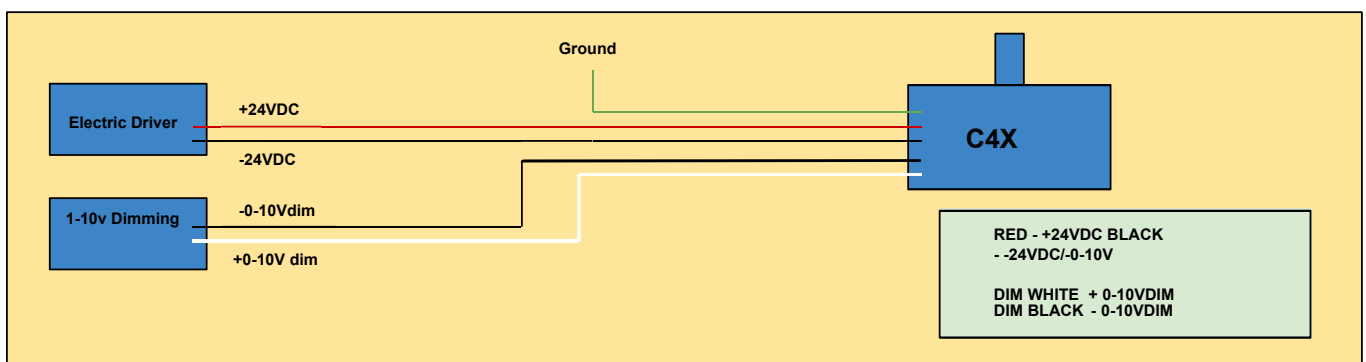 Ground
+24VDC
Electric Driver
-24VDC
C4X
1-10v Dimming
-0-10Vdim
+0-10V dim
RED - +24VDC BLACK
- -24VDC/-0-10V
DIM WHITE + 0-10VDIM
DIM BLACK - 0-10VDIM